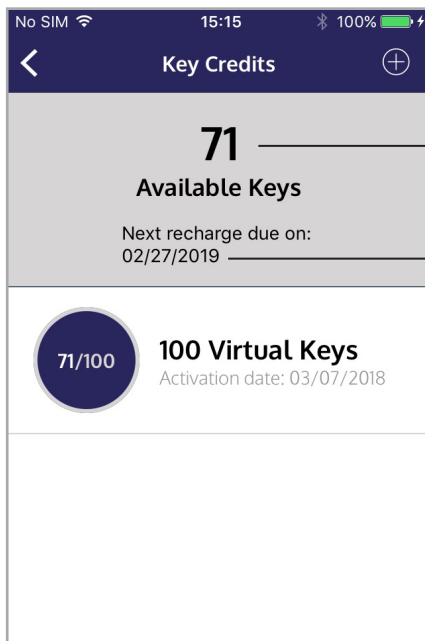 No SIM 15:15 100%
Key Credits
71
Available Keys
Next recharge due on:
02/27/2019
71/100
100 Virtual Keys
Activation date: 03/07/2018